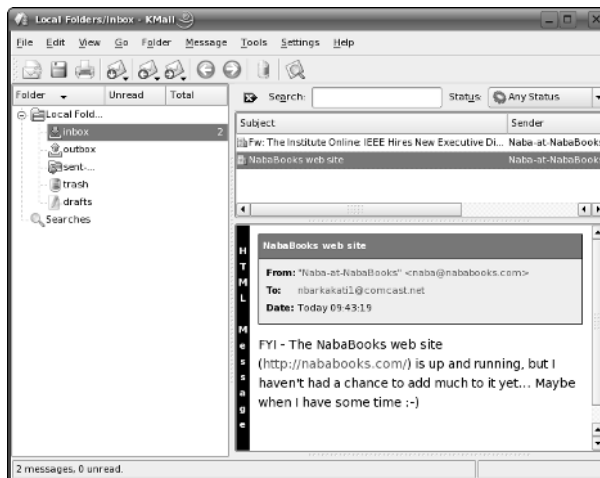 Local Folders/inbox - KMail
File Edit View Go Folder Message Tools Settings Help
Folder Unread Total
Local Fold...
inbox 2
outbox
sent-...
trash
drafts
Searches
Search: Status: Any Status
Subject Sender
Fw: The Institute Online: IEEE Hires New Executive Di... Naba-at-NabaBooks
NabaBooks web site Naba-at-NabaBooks
HTML Message
NabaBooks web site
From: "Naba-at-NabaBooks" <naba@nababooks.com>
To: nbarkakati1@comcast.net
Date: Today 09:43:19
FYI - The NabaBooks web site
(http://nababooks.com/) is up and running, but I
haven't had a chance to add much to it yet... Maybe
when I have some time :-)
2 messages, 0 unread.